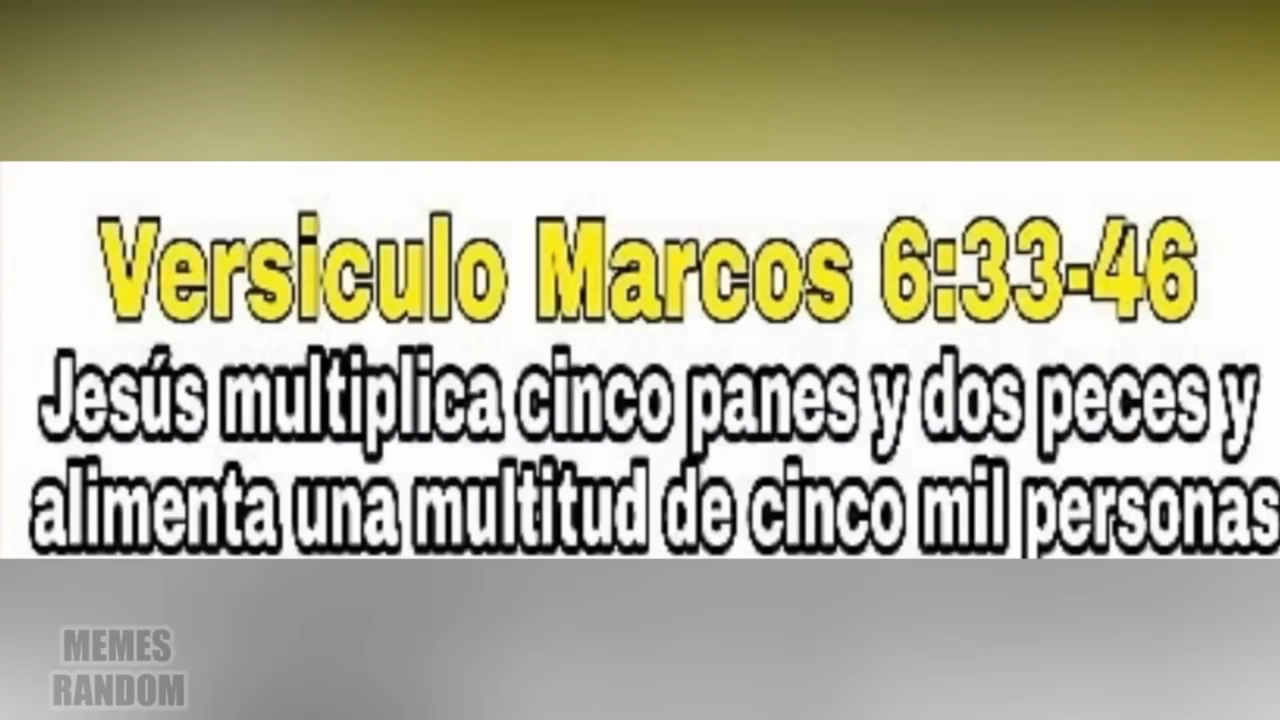 Versiculo Marcos 6:33-46
Jesús multiplica cinco panes y dos peces y
alimenta una multitud de cinco mil personas
MEMES
RANDOM